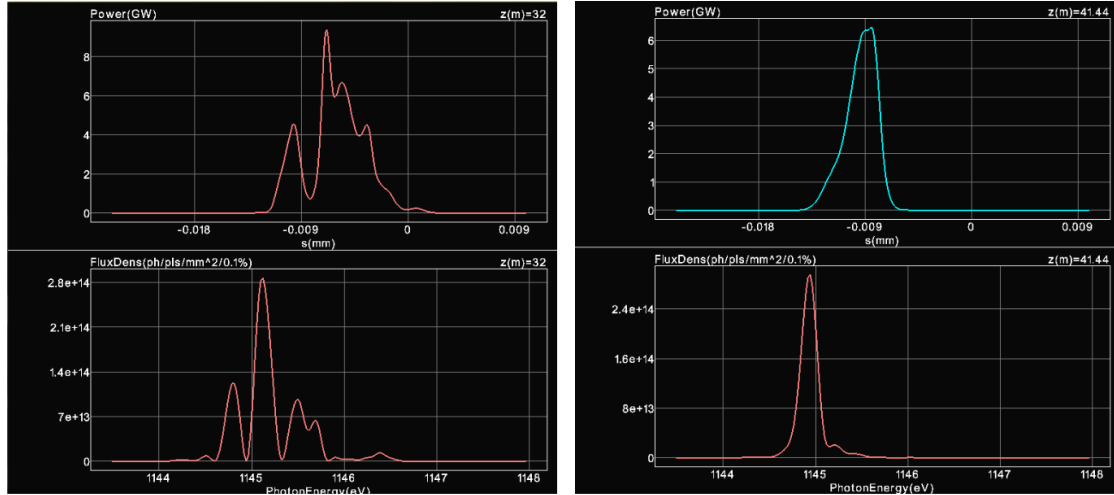 Power(GW) z(m)=32
8
6
4
2
0
-0.018 -0.009 0 0.009
s(mm)
FluxDens(ph/pls/mm^2/0.1%) z(m)=32
2.8e+14
2.1e+14
1.4e+14
7e+13
0
1144 1145 1146 1147 1148
PhotonEnergy(eV)
Power(GW) z(m)=41.44
6
5
4
3
2
1
0
-0.018 -0.009 0 0.009
s(mm)
FluxDens(ph/pls/mm^2/0.1%) z(m)=41.44
2.4e+14
1.6e+14
8e+13
0
1144 1145 1146 1147 1148
PhotonEnergy(eV)